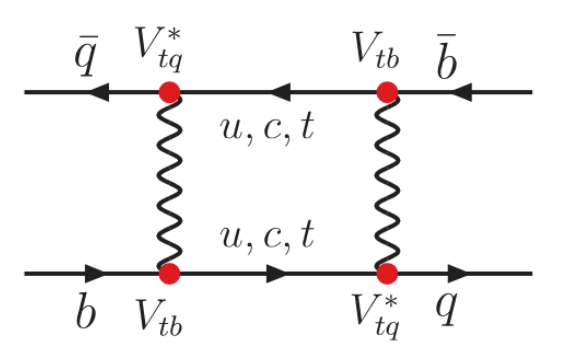 q̄ V*tq Vtb b̄
u, c, t
u, c, t
b Vtb V*tq q